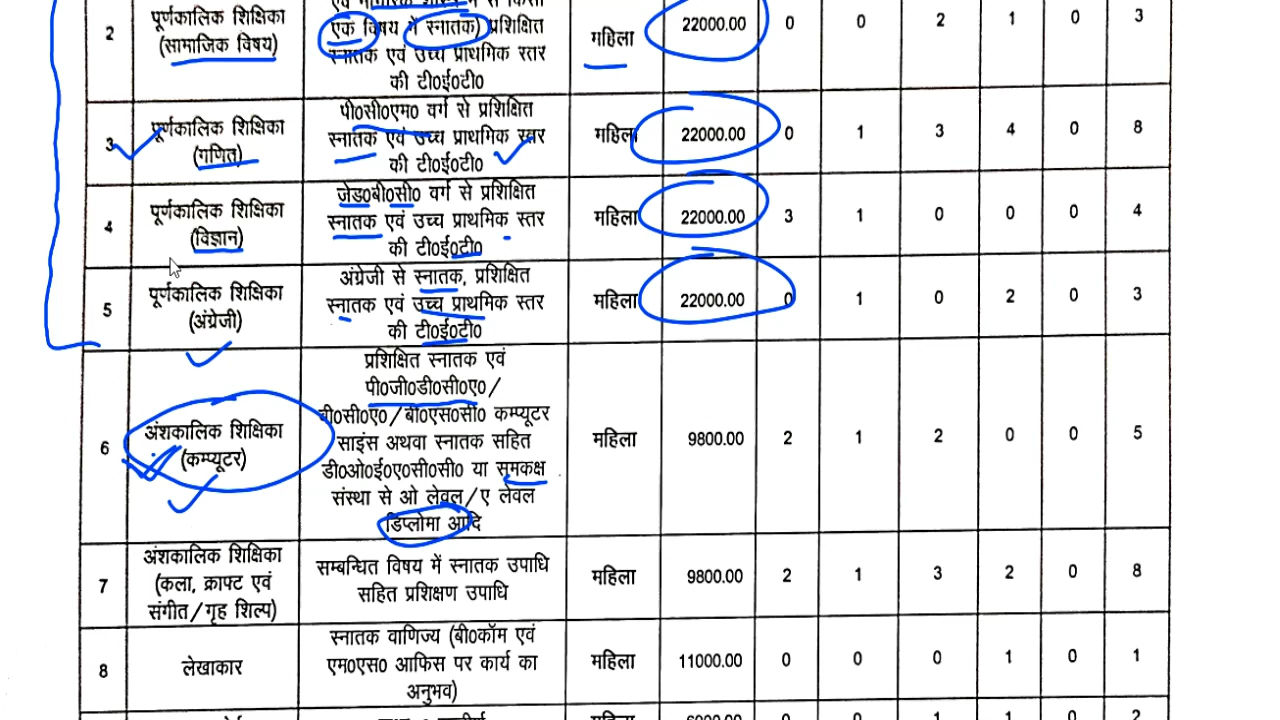 एक विषय में स्नातक) प्रशिक्षित
स्नातक एवं उच्च प्राथमिक स्तर
की टी0ई0टी0
2 पूर्णकालिक शिक्षिका
(सामाजिक विषय)
महिला 22000.00 0 0 2 1 0 3
3 पूर्णकालिक शिक्षिका
(गणित)
पी0सी0एम0 वर्ग से प्रशिक्षित
स्नातक एवं उच्च प्राथमिक स्तर
की टी0ई0टी0
महिला 22000.00 0 1 3 4 0 8
4 पूर्णकालिक शिक्षिका
(विज्ञान)
जेड0बी0सी0 वर्ग से प्रशिक्षित
स्नातक एवं उच्च प्राथमिक स्तर
की टी0ई0टी0
महिला 22000.00 3 1 0 0 0 4
5 पूर्णकालिक शिक्षिका
(अंग्रेजी)
अंग्रेजी से स्नातक, प्रशिक्षित
स्नातक एवं उच्च प्राथमिक स्तर
की टी0ई0टी0
महिला 22000.00 0 1 0 2 0 3
6 अंशकालिक शिक्षिका
(कम्प्यूटर)
प्रशिक्षित स्नातक एवं
पी0जी0डी0सी0ए0/
बी0सी0ए0/बी0एस0सी0 कम्प्यूटर
साइंस अथवा स्नातक सहित
डी0ओ0ई0ए0सी0सी0 या समकक्ष
संस्था से ओ लेवल/ए लेवल
डिप्लोमा आदि
महिला 9800.00 2 1 2 0 0 5
7 अंशकालिक शिक्षिका
(कला, क्राफ्ट एवं
संगीत/गृह शिल्प)
सम्बन्धित विषय में स्नातक उपाधि
सहित प्रशिक्षण उपाधि
महिला 9800.00 2 1 3 2 0 8
8 लेखाकार
स्नातक वाणिज्य (बी0कॉम एवं
एम0एस0 आफिस पर कार्य का
अनुभव)
महिला 11000.00 0 0 0 1 0 1